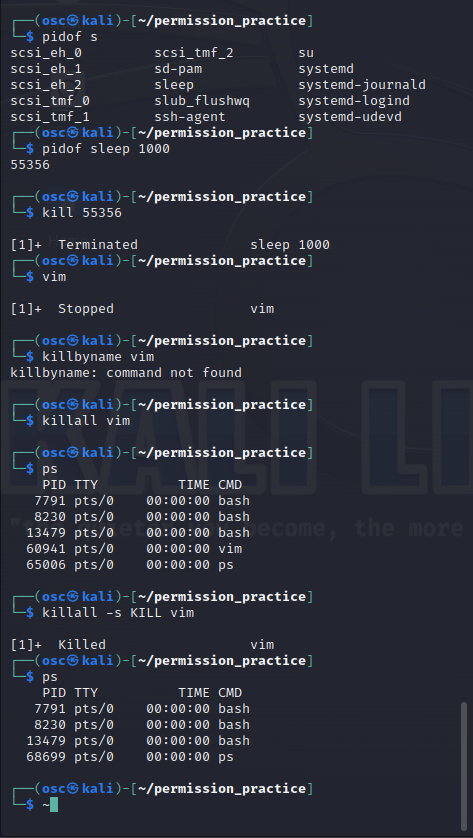 ┌──(osc㉿kali)-[~/permission_practice]
└─$ pidof s
scsi_eh_0         scsi_tmf_2        su
scsi_eh_1         sd-pam            systemd
scsi_eh_2         sleep             systemd-journald
scsi_tmf_0        slub_flushwq      systemd-logind
scsi_tmf_1        ssh-agent         systemd-udevd
┌──(osc㉿kali)-[~/permission_practice]
└─$ pidof sleep 1000
55356
┌──(osc㉿kali)-[~/permission_practice]
└─$ kill 55356
[1]+  Terminated              sleep 1000
┌──(osc㉿kali)-[~/permission_practice]
└─$ vim
[1]+  Stopped                 vim
┌──(osc㉿kali)-[~/permission_practice]
└─$ killbyname vim
killbyname: command not found
┌──(osc㉿kali)-[~/permission_practice]
└─$ killall vim
KALI LI
┌──(osc㉿kali)-[~/permission_practice]
└─$ ps
    PID TTY          TIME CMD
   7791 pts/0    00:00:00 bash
   8230 pts/0    00:00:00 bash
become, the more
  13479 pts/0    00:00:00 bash
  60941 pts/0    00:00:00 vim
  65006 pts/0    00:00:00 ps
┌──(osc㉿kali)-[~/permission_practice]
└─$ killall -s KILL vim
[1]+  Killed                  vim
┌──(osc㉿kali)-[~/permission_practice]
└─$ ps
    PID TTY          TIME CMD
   7791 pts/0    00:00:00 bash
   8230 pts/0    00:00:00 bash
  13479 pts/0    00:00:00 bash
  68699 pts/0    00:00:00 ps
┌──(osc㉿kali)-[~/permission_practice]
└─$ ~